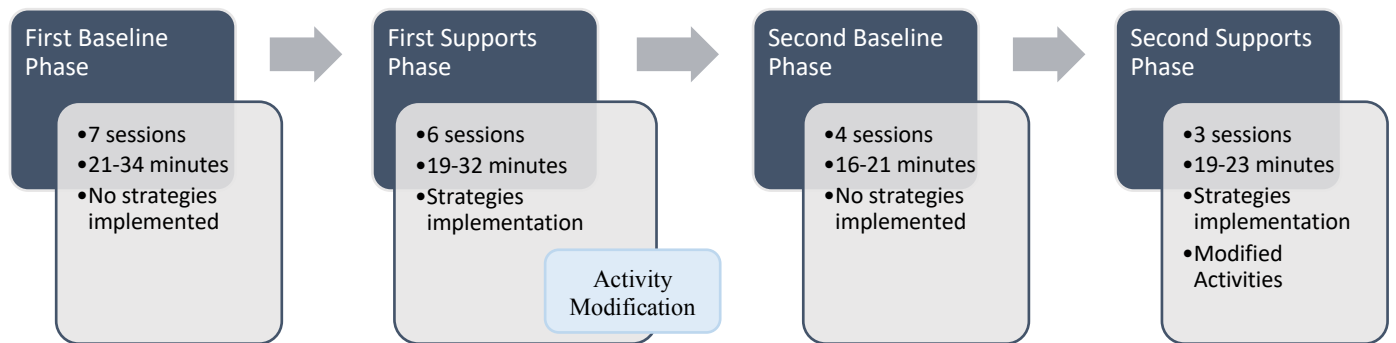 First Baseline
Phase
•7 sessions
•21-34 minutes
•No strategies
implemented
First Supports
Phase
•6 sessions
•19-32 minutes
•Strategies
implementation
Activity
Modification
Second Baseline
Phase
•4 sessions
•16-21 minutes
•No strategies
implemented
Second Supports
Phase
•3 sessions
•19-23 minutes
•Strategies
implementation
•Modified
Activities